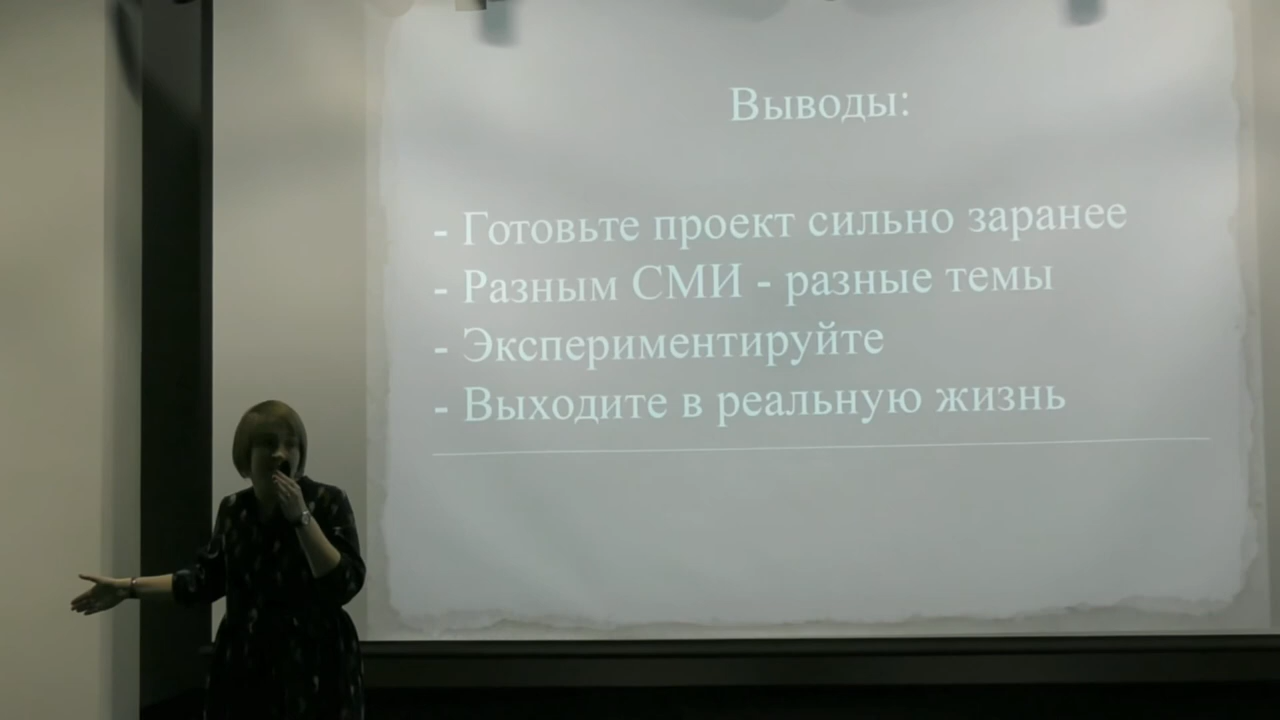 Выводы:
- Готовьте проект сильно заранее
- Разным СМИ - разные темы
- Экспериментируйте
- Выходите в реальную жизнь